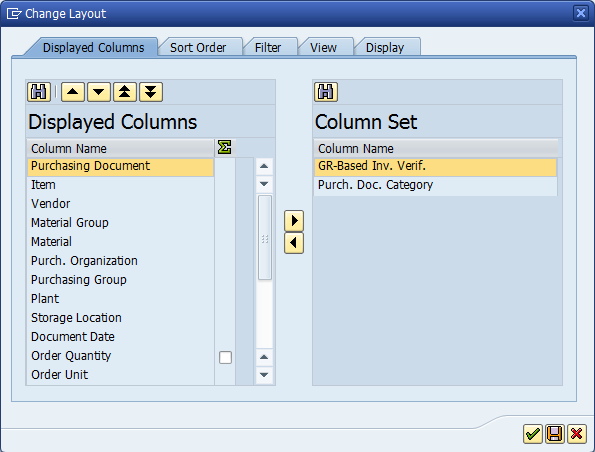 Change Layout
Displayed Columns
Sort Order
Filter
View
Display
Displayed Columns
Column Name
Purchasing Document
Item
Vendor
Material Group
Material
Purch. Organization
Purchasing Group
Plant
Storage Location
Document Date
Order Quantity
Order Unit
Column Set
Column Name
GR-Based Inv. Verif.
Purch. Doc. Category